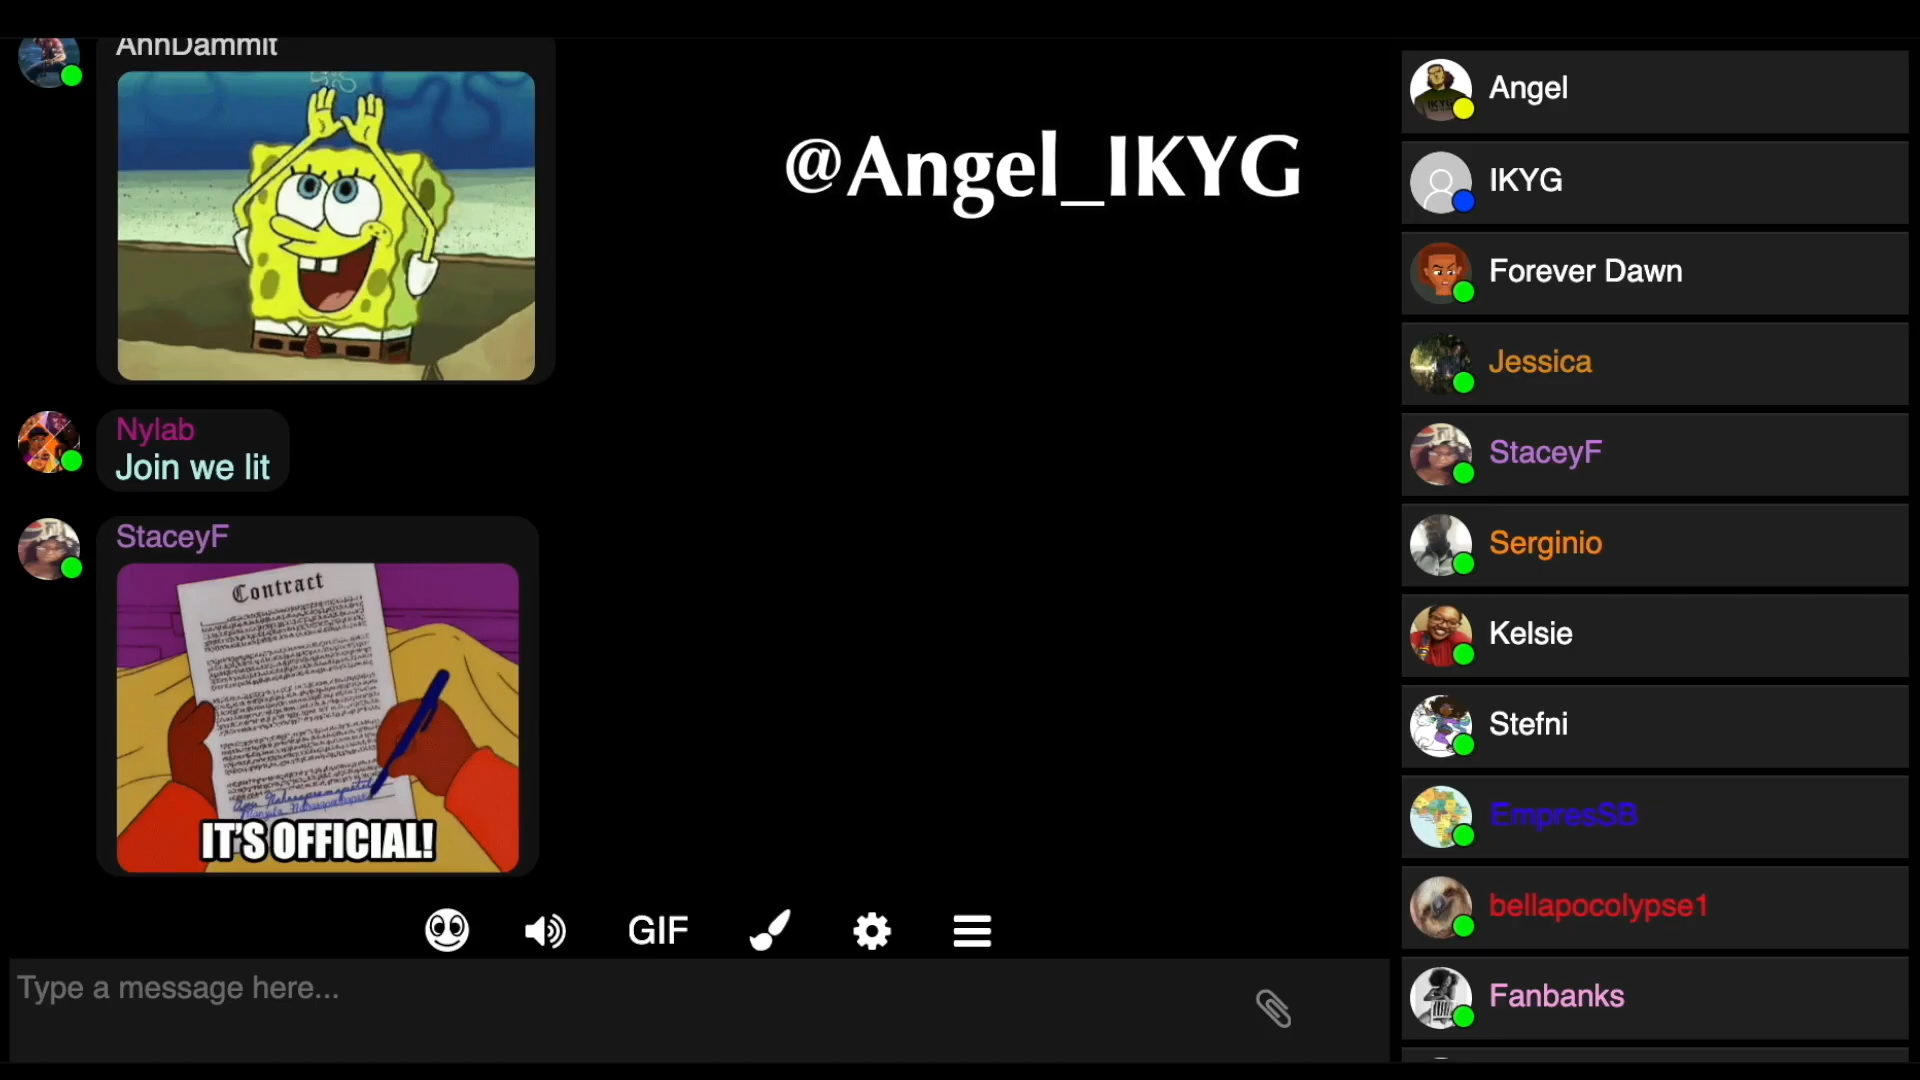 AnnDammit
@Angel_IKYG
Nylab
Join we lit
StaceyF
Contract
IT'S OFFICIAL!
GIF
Type a message here...
Angel
IKYG
Forever Dawn
Jessica
StaceyF
Serginio
Kelsie
Stefni
EmpresSB
bellapocolypse1
Fanbanks